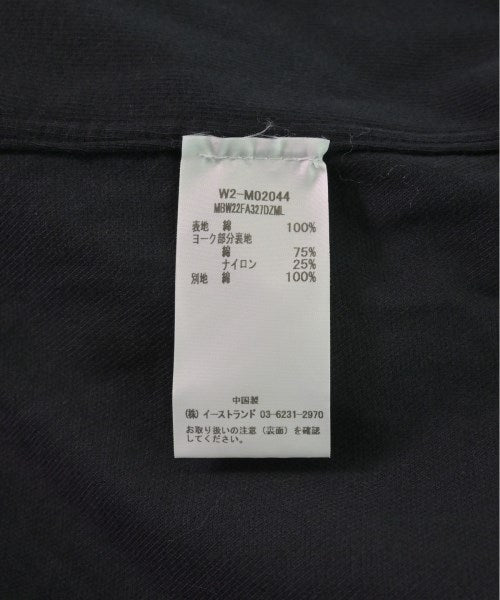 W2-M02044
MBW22FA327DZML
表地 綿 100%
ヨーク部分裏地
綿 75%
ナイロン 25%
別地 綿 100%
中国製
(株) イーストランド 03-6231-2970
お取り扱いの注意（裏面）を確認
してください。